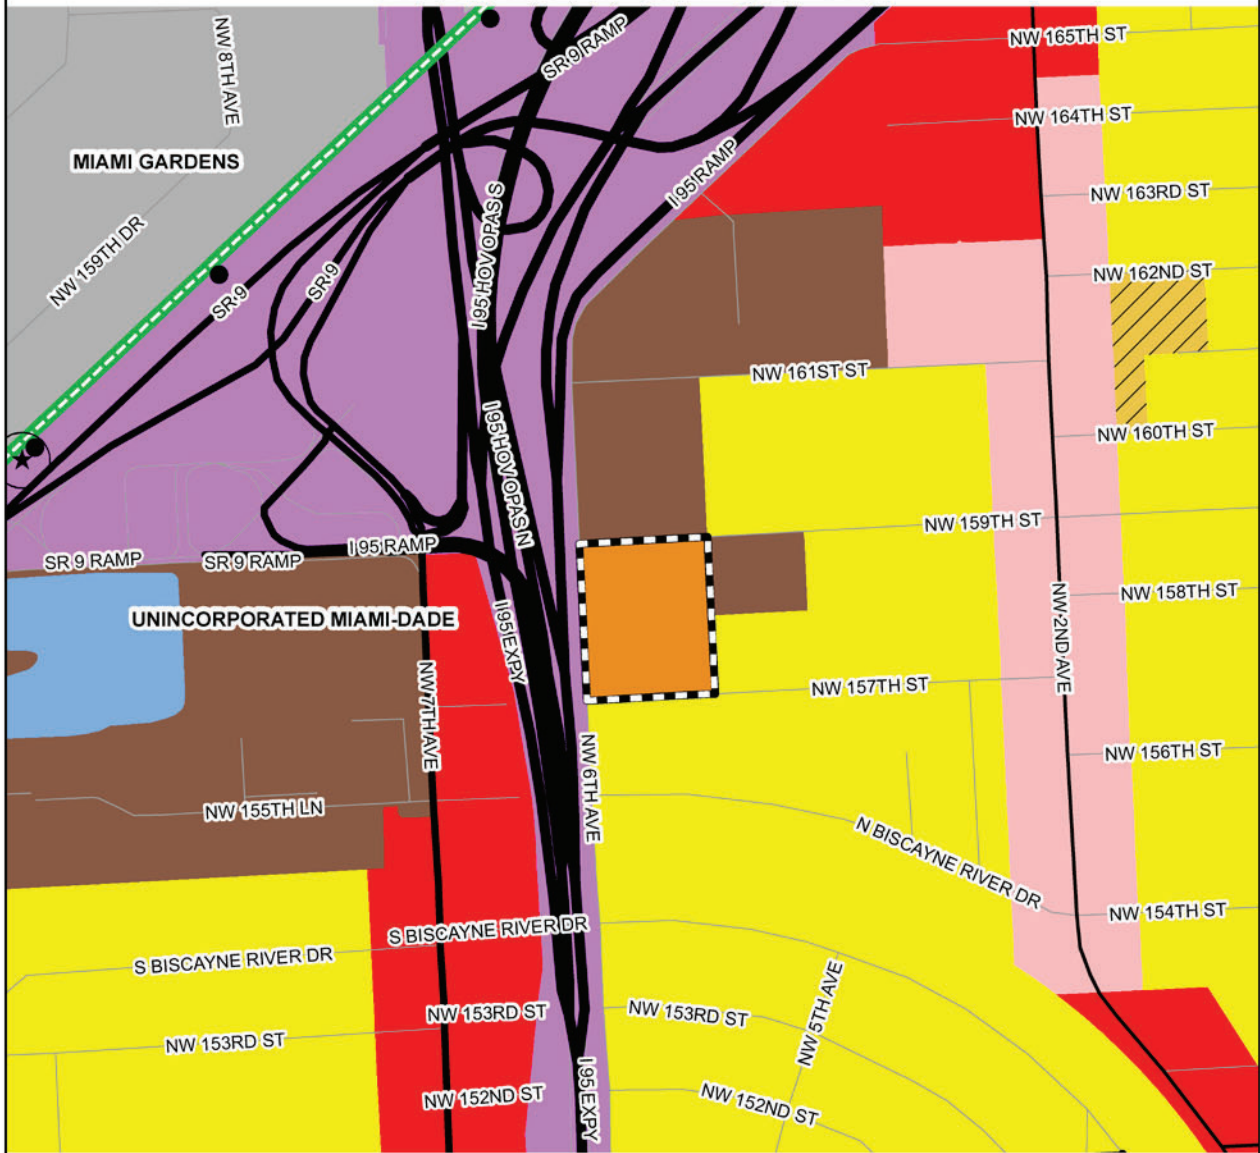 NW 8TH AVE
SR 9 RAMP
NW 165TH ST
NW 164TH ST
MIAMI GARDENS
I 95 RAMP
NW 163RD ST
I 95 HOV OPAS S
NW 159TH DR
SR 9
SR 9
NW 162ND ST
NW 161ST ST
I 95 HOV OPAS N
NW 160TH ST
NW 159TH ST
SR 9 RAMP
SR 9 RAMP
I 95 RAMP
NW 158TH ST
UNINCORPORATED MIAMI-DADE
I 95 EXPY
NW 2ND AVE
NW 157TH ST
NW 7TH AVE
NW 156TH ST
NW 6TH AVE
NW 155TH LN
N BISCAYNE RIVER DR
NW 154TH ST
S BISCAYNE RIVER DR
S BISCAYNE RIVER DR
NW 153RD ST
NW 153RD ST
NW 5TH AVE
NW 153RD ST
NW 152ND ST
I 95 EXPY
NW 152ND ST